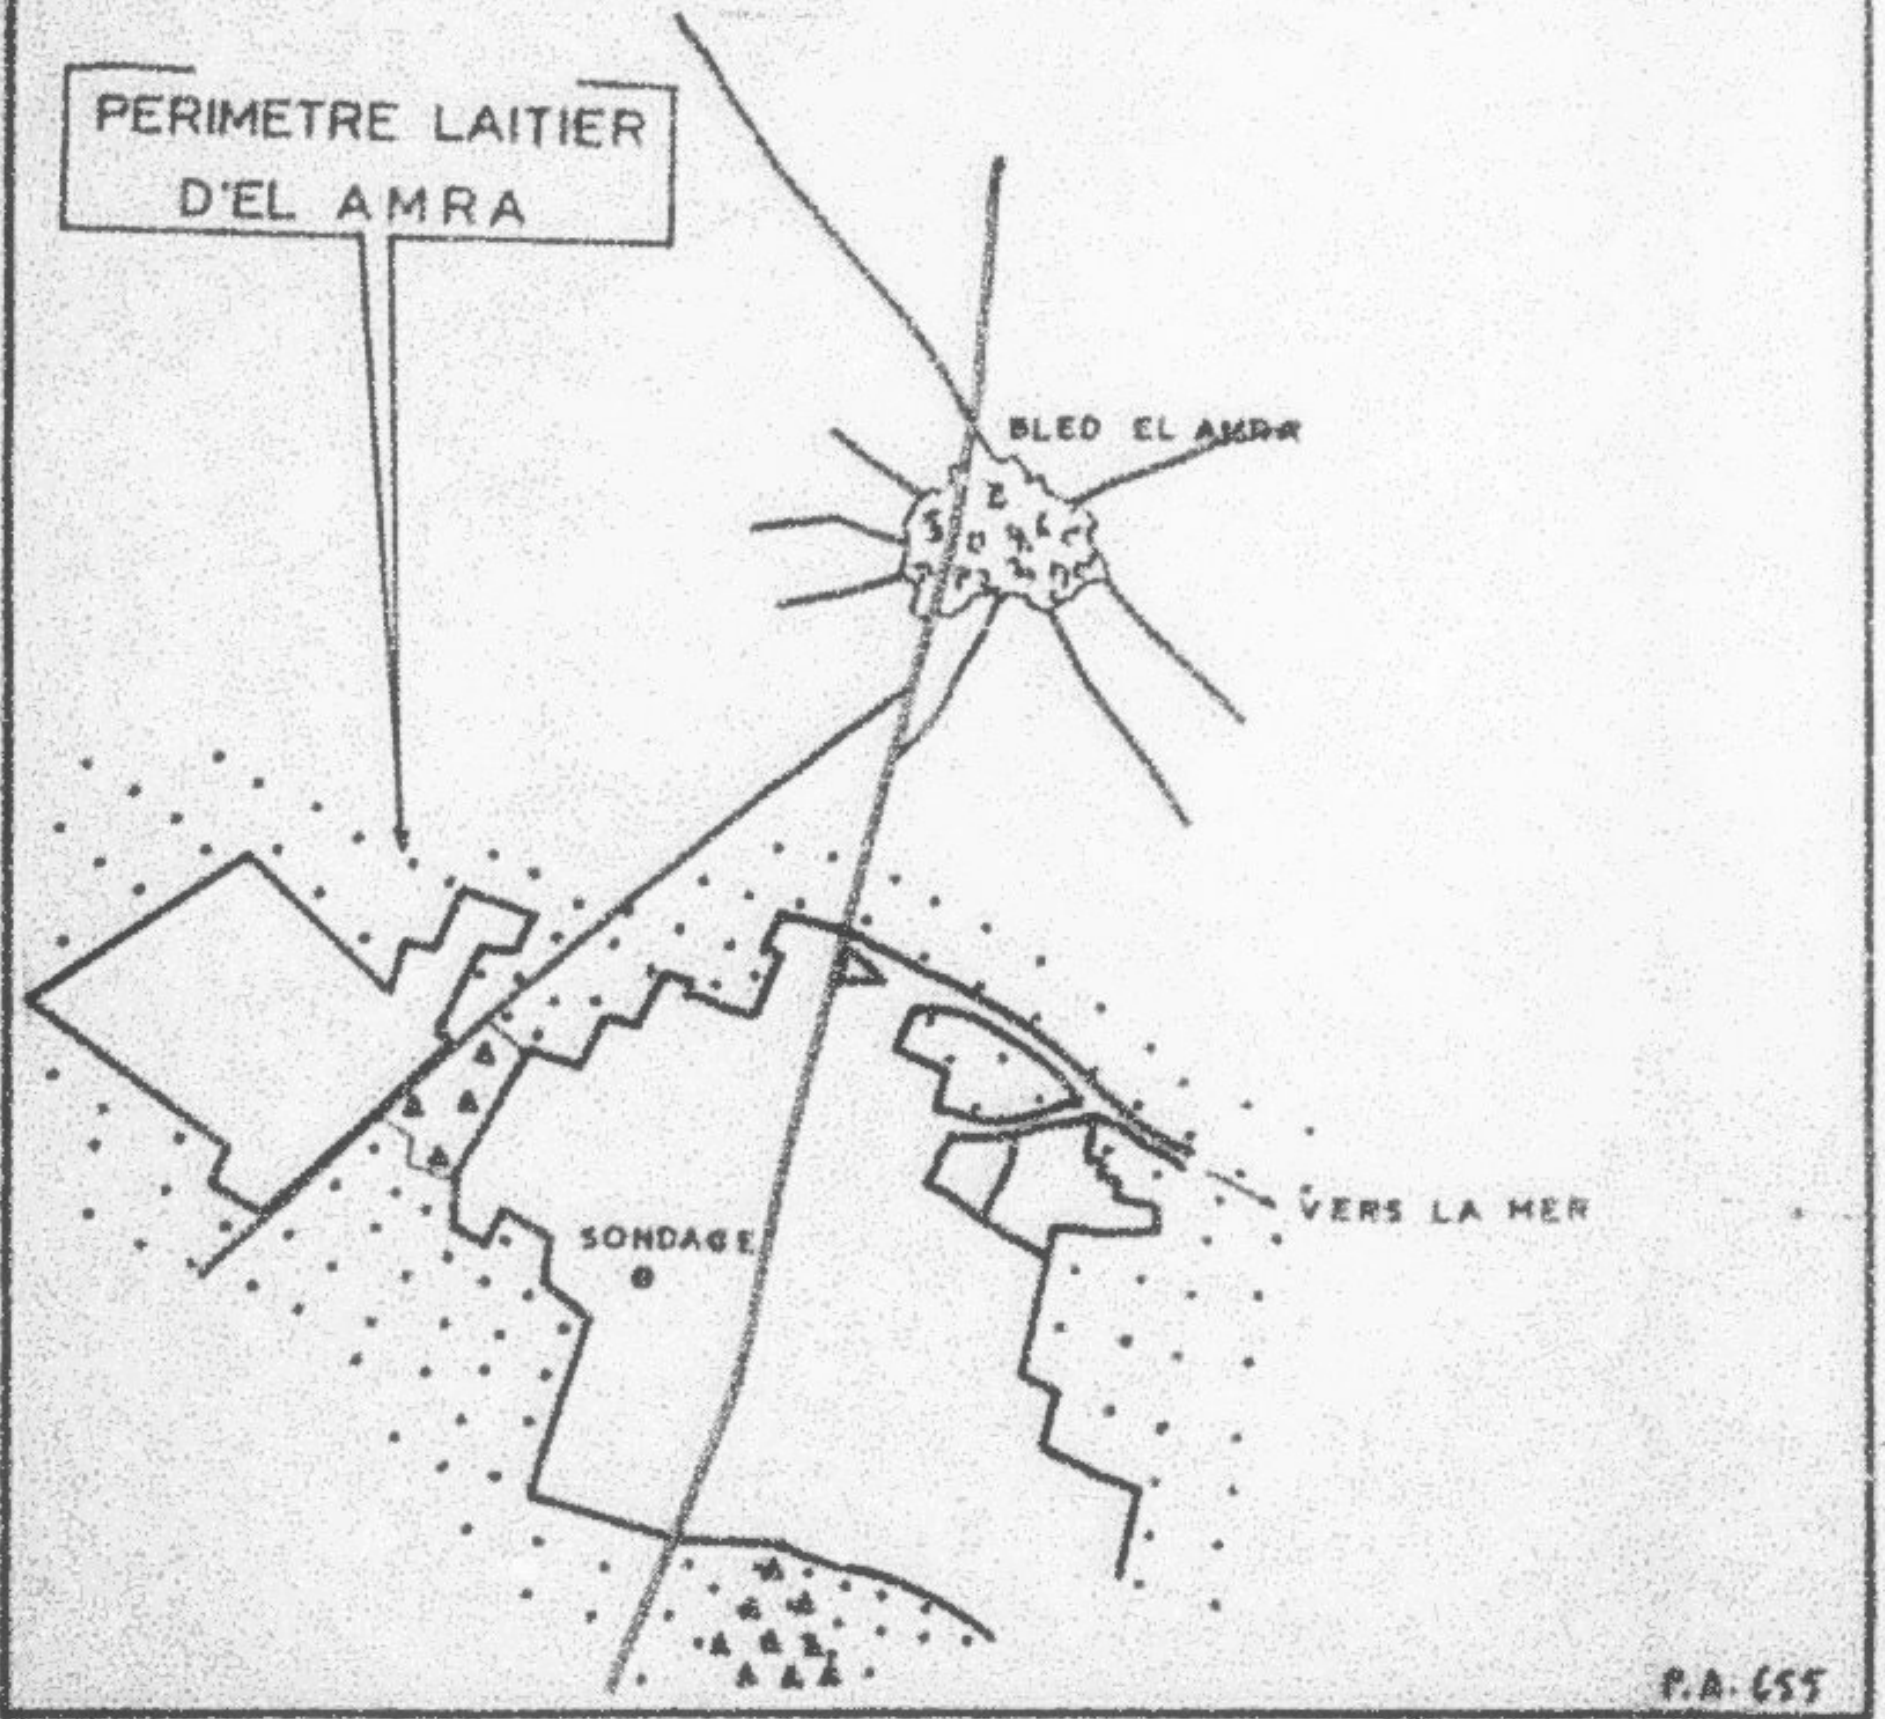 PERIMETRE LAITIER
D'EL AMRA
BLED EL AMRA
SONDAGE
VERS LA MER
P.A. 655